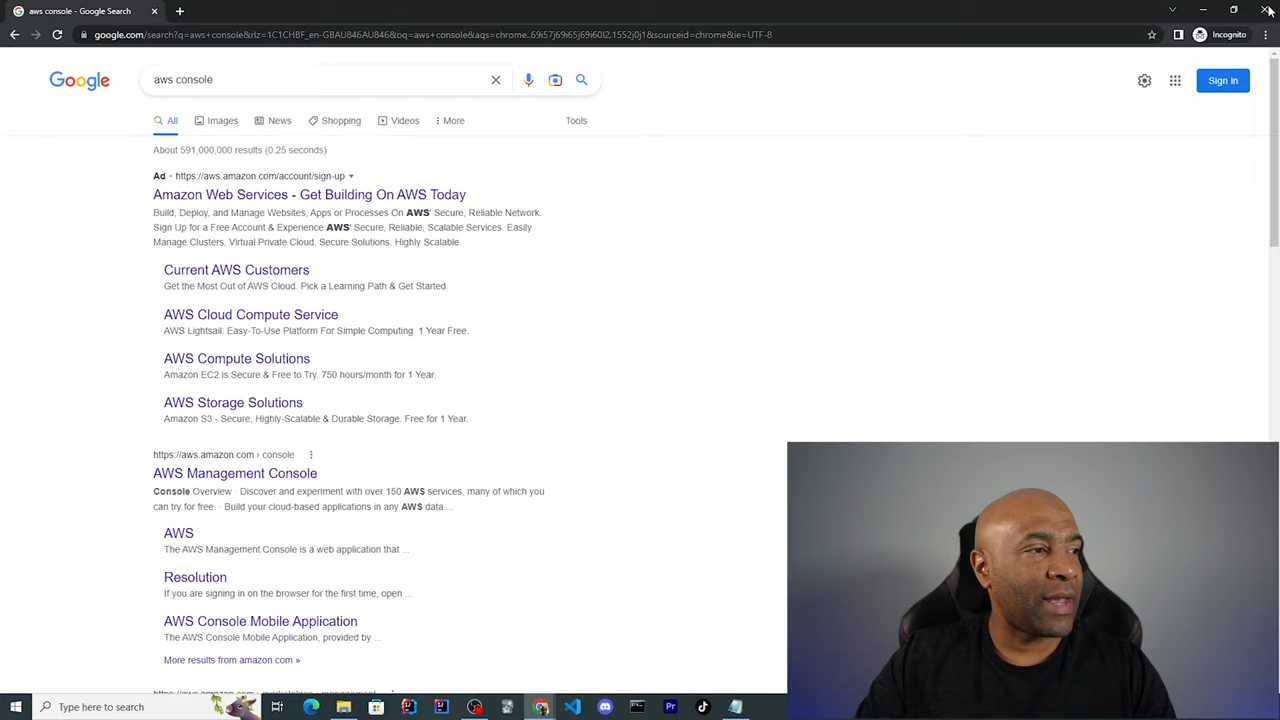 aws console - Google Search
google.com/search?q=aws+console&rlz=1C1CHBF_en-GBAU846AU846&oq=aws+console&aqs=chrome...69i57j69i60j69i60l2.1552j0j1&sourceid=chrome&ie=UTF-8
Incognito
Google
aws console
Sign in
All
Images
News
Shopping
Videos
More
Tools
About 591,000,000 results (0.25 seconds)
Ad · https://aws.amazon.com/account/sign-up
Amazon Web Services - Get Building On AWS Today
Build, Deploy, and Manage Websites, Apps or Processes On AWS' Secure, Reliable Network.
Sign Up for a Free Account & Experience AWS' Secure, Reliable, Scalable Services. Easily
Manage Clusters. Virtual Private Cloud. Secure Solutions. Highly Scalable.
Current AWS Customers
Get the Most Out of AWS Cloud. Pick a Learning Path & Get Started.
AWS Cloud Compute Service
AWS Lightsail: Easy-To-Use Platform For Simple Computing. 1 Year Free.
AWS Compute Solutions
Amazon EC2 is Secure & Free to Try. 750 hours/month for 1 Year.
AWS Storage Solutions
Amazon S3 - Secure, Highly-Scalable & Durable Storage. Free for 1 Year.
https://aws.amazon.com › console
AWS Management Console
Console Overview · Discover and experiment with over 150 AWS services, many of which you
can try for free. · Build your cloud-based applications in any AWS data ...
AWS
The AWS Management Console is a web application that ...
Resolution
If you are signing in on the browser for the first time, open ...
AWS Console Mobile Application
The AWS Console Mobile Application, provided by ...
More results from amazon.com »
Type here to search